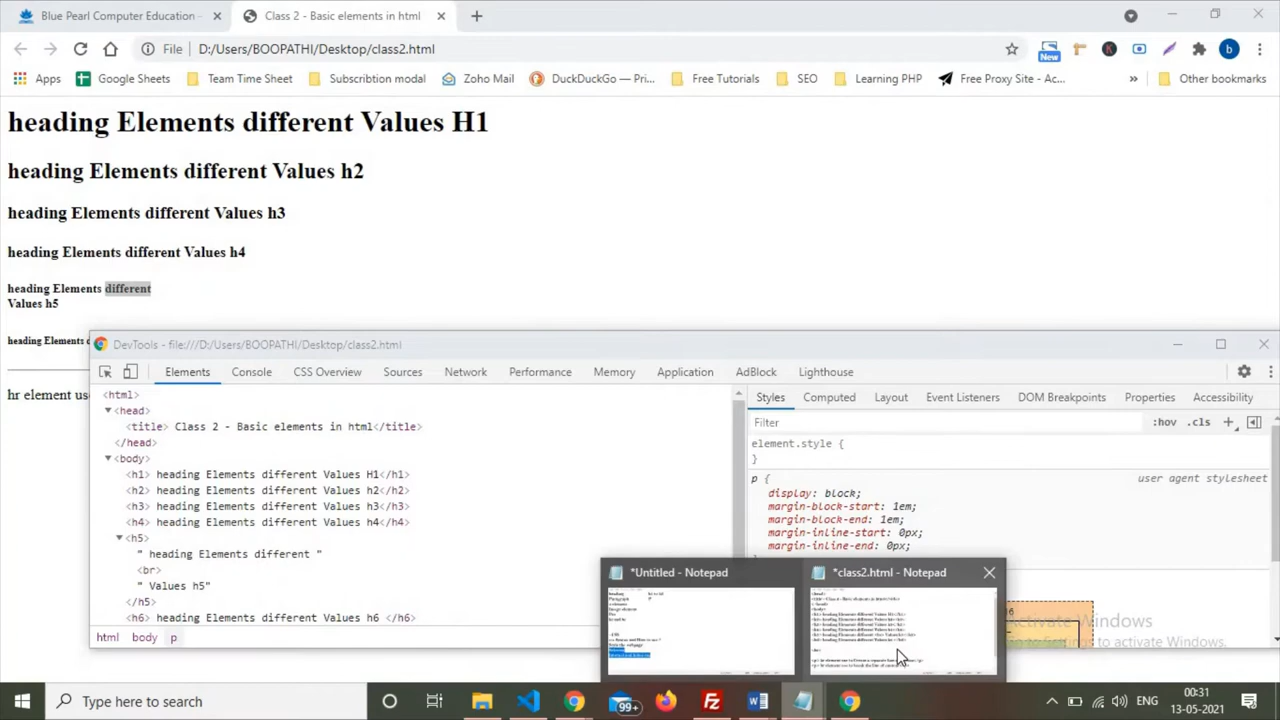 Blue Pearl Computer Education
Class 2 - Basic elements in html
File D:/Users/BOOPATHI/Desktop/class2.html
New
b
Apps Google Sheets Team Time Sheet Subscribtion modal Zoho Mail DuckDuckGo — Pri... Free Tutorials SEO Learning PHP Free Proxy Site - Ac... » Other bookmarks
heading Elements different Values H1
heading Elements different Values h2
heading Elements different Values h3
heading Elements different Values h4
heading Elements different
Values h5
heading Elements d
hr element use
DevTools - file:///D:/Users/BOOPATHI/Desktop/class2.html
Elements Console CSS Overview Sources Network Performance Memory Application AdBlock Lighthouse
<html>
<head>
<title> Class 2 - Basic elements in html</title>
</head>
<body>
<h1> heading Elements different Values H1</h1>
<h2> heading Elements different Values h2</h2>
<h3> heading Elements different Values h3</h3>
<h4> heading Elements different Values h4</h4>
<h5>
" heading Elements different "
<br>
" Values h5"
</h5>
<h6> heading Elements different Values h6 </h6>
html body p
Styles Computed Layout Event Listeners DOM Breakpoints Properties Accessibility
Filter :hov .cls +
element.style {
}
p { user agent stylesheet
display: block;
margin-block-start: 1em;
margin-block-end: 1em;
margin-inline-start: 0px;
margin-inline-end: 0px;
*Untitled - Notepad
*class2.html - Notepad
Activate Windows
to activate Windows.
Type here to search
99+
ENG
00:31
13-05-2021